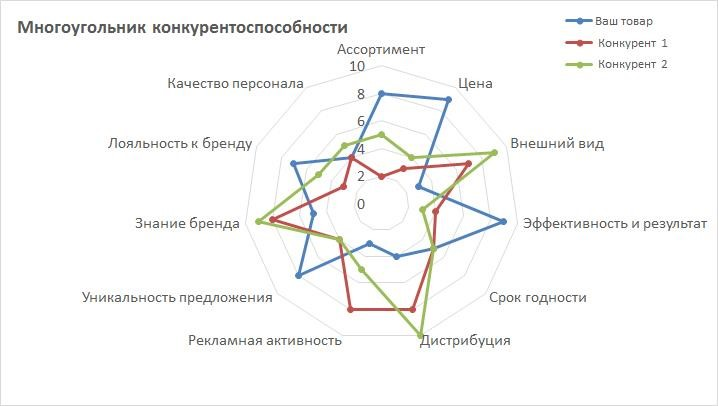 Многоугольник конкурентоспособности
Ваш товар
Конкурент 1
Конкурент 2
Ассортимент
Цена
Внешний вид
Эффективность и результат
Срок годности
Дистрибуция
Рекламная активность
Уникальность предложения
Знание бренда
Лояльность к бренду
Качество персонала
10
8
6
4
2
0